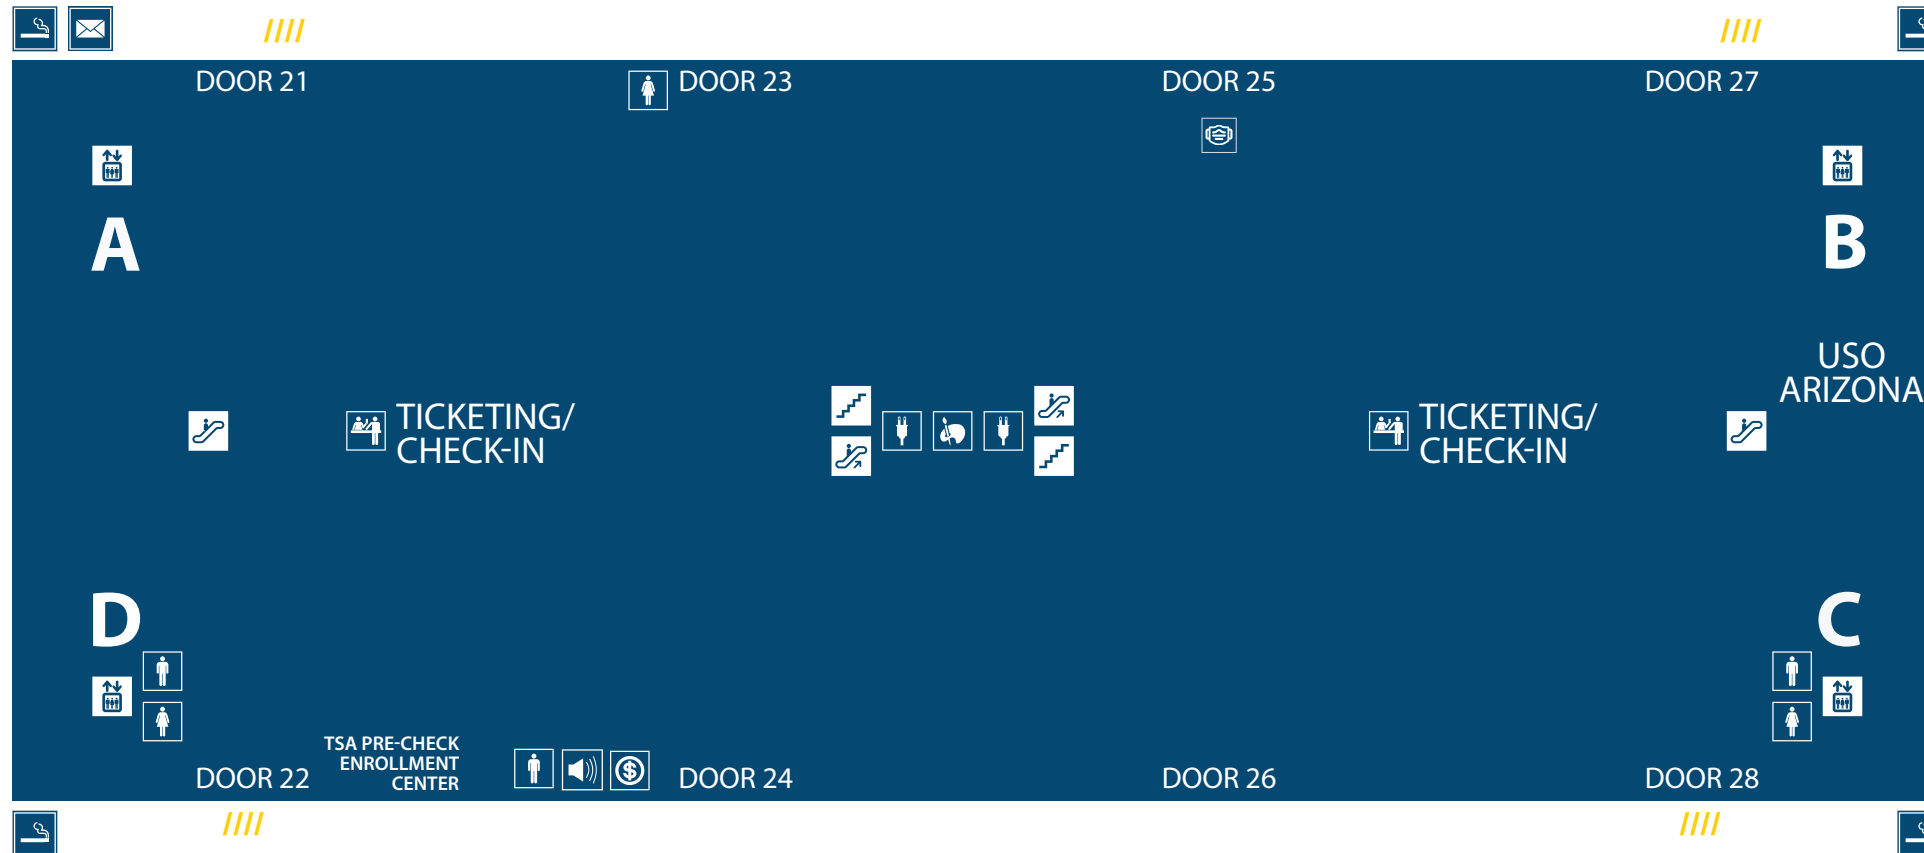 DOOR 21
DOOR 23
DOOR 25
DOOR 27
A
B
USO
ARIZONA
TICKETING/
CHECK-IN
TICKETING/
CHECK-IN
D
C
TSA PRE-CHECK
ENROLLMENT
CENTER
$
DOOR 22
DOOR 24
DOOR 26
DOOR 28